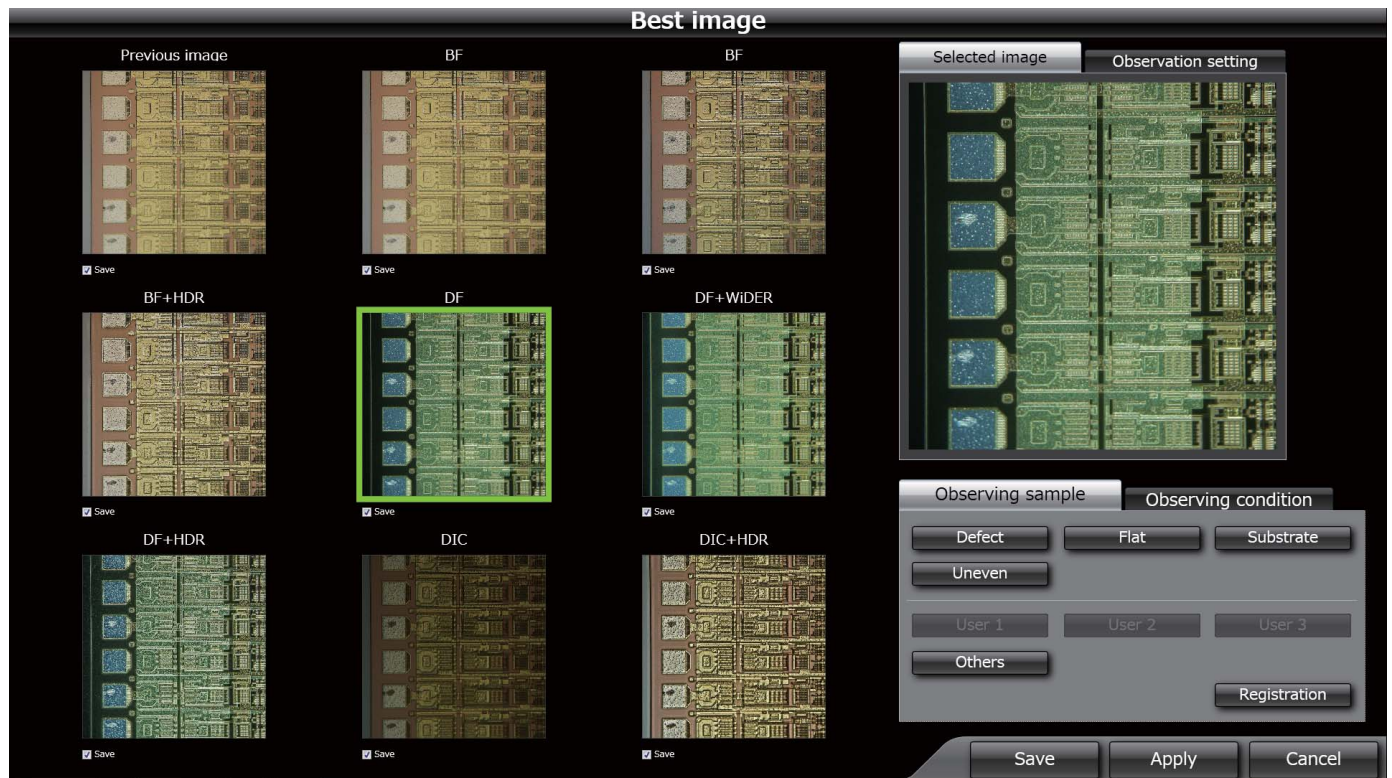 Best image
Previous image
BF
BF
Selected image
Observation setting
Save
Save
Save
BF+HDR
DF
DF+WiDER
Save
Save
Save
Observing sample
Observing condition
Defect
Flat
Substrate
Uneven
DF+HDR
DIC
DIC+HDR
User 1
User 2
User 3
Others
Registration
Save
Save
Save
Save
Apply
Cancel